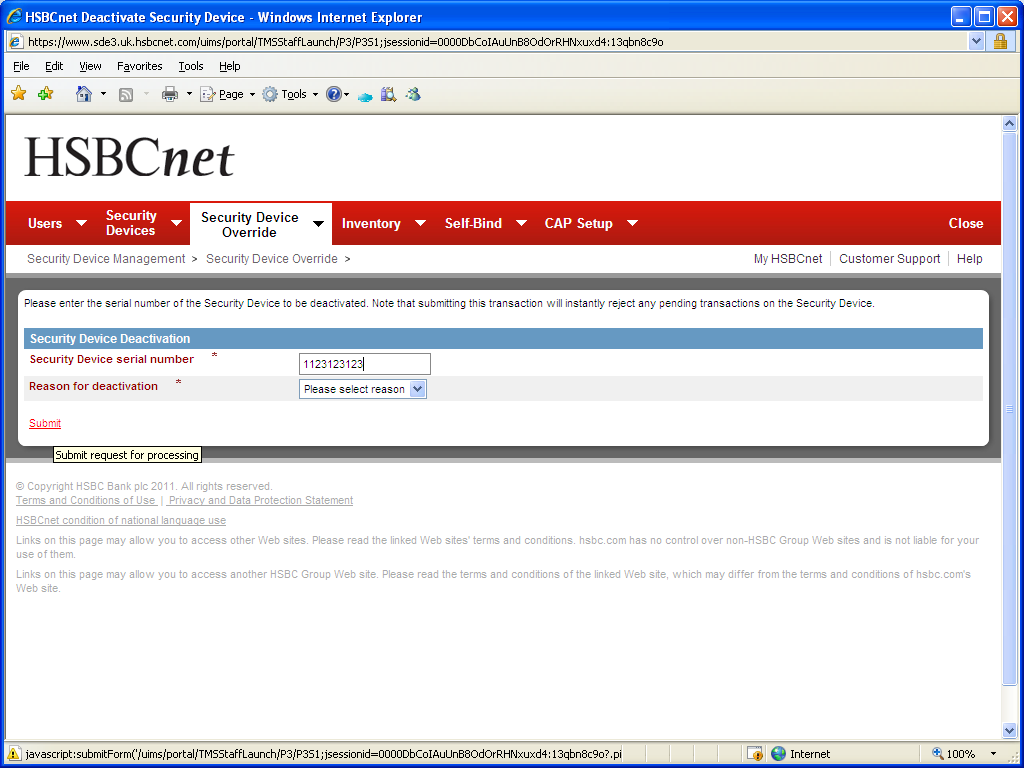 HSBCnet Deactivate Security Device - Windows Internet Explorer
https://www.sde3.uk.hsbcnet.com/uims/portal/TMSStaffLaunch/P3/P3S1;jsessionid=0000DbCoIAuUnB8OdOrRHNxuxd4:13qbn8c9o
File Edit View Favorites Tools Help
Page Tools
HSBCnet
Users Security Devices Security Device Override Inventory Self-Bind CAP Setup Close
Security Device Management > Security Device Override > My HSBCnet Customer Support Help
Please enter the serial number of the Security Device to be deactivated. Note that submitting this transaction will instantly reject any pending transactions on the Security Device.
Security Device Deactivation
Security Device serial number * 1123123123
Reason for deactivation * Please select reason
Submit
Submit request for processing
© Copyright HSBC Bank plc 2011. All rights reserved.
Terms and Conditions of Use | Privacy and Data Protection Statement
HSBCnet condition of national language use
Links on this page may allow you to access other Web sites. Please read the linked Web sites' terms and conditions. hsbc.com has no control over non-HSBC Group Web sites and is not liable for your
use of them.
Links on this page may allow you to access another HSBC Group Web site. Please read the terms and conditions of the linked Web site, which may differ from the terms and conditions of hsbc.com's
Web site.
javascript:submitForm('/uims/portal/TMSStaffLaunch/P3/P3S1;jsessionid=0000DbCoIAuUnB8OdOrRHNxuxd4:13qbn8c9o?.pi Internet 100%